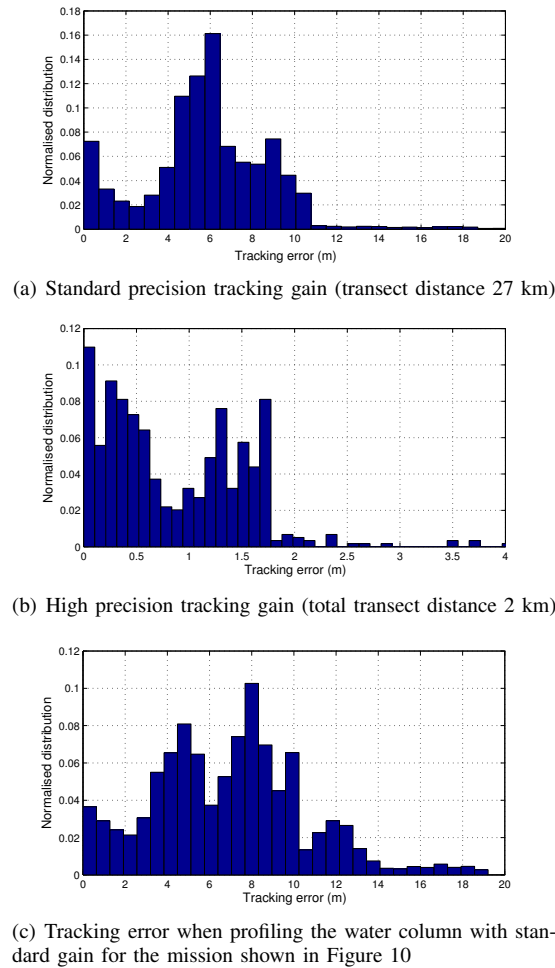 0.18
0.16
0.14
0.12
0.1
0.08
0.06
0.04
0.02
0
Normalised distribution
0 2 4 6 8 10 12 14 16 18 20
Tracking error (m)
(a) Standard precision tracking gain (transect distance 27 km)
0.12
0.1
0.08
0.06
0.04
0.02
0
Normalised distribution
0 0.5 1 1.5 2 2.5 3 3.5 4
Tracking error (m)
(b) High precision tracking gain (total transect distance 2 km)
0.12
0.1
0.08
0.06
0.04
0.02
0
Normalised distribution
0 2 4 6 8 10 12 14 16 18 20
Tracking error (m)
(c) Tracking error when profiling the water column with stan-
dard gain for the mission shown in Figure 10